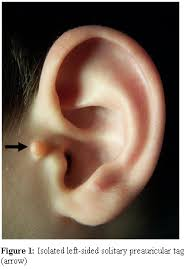 Figure 1: Isolated left-sided solitary preauricular tag
(arrow)